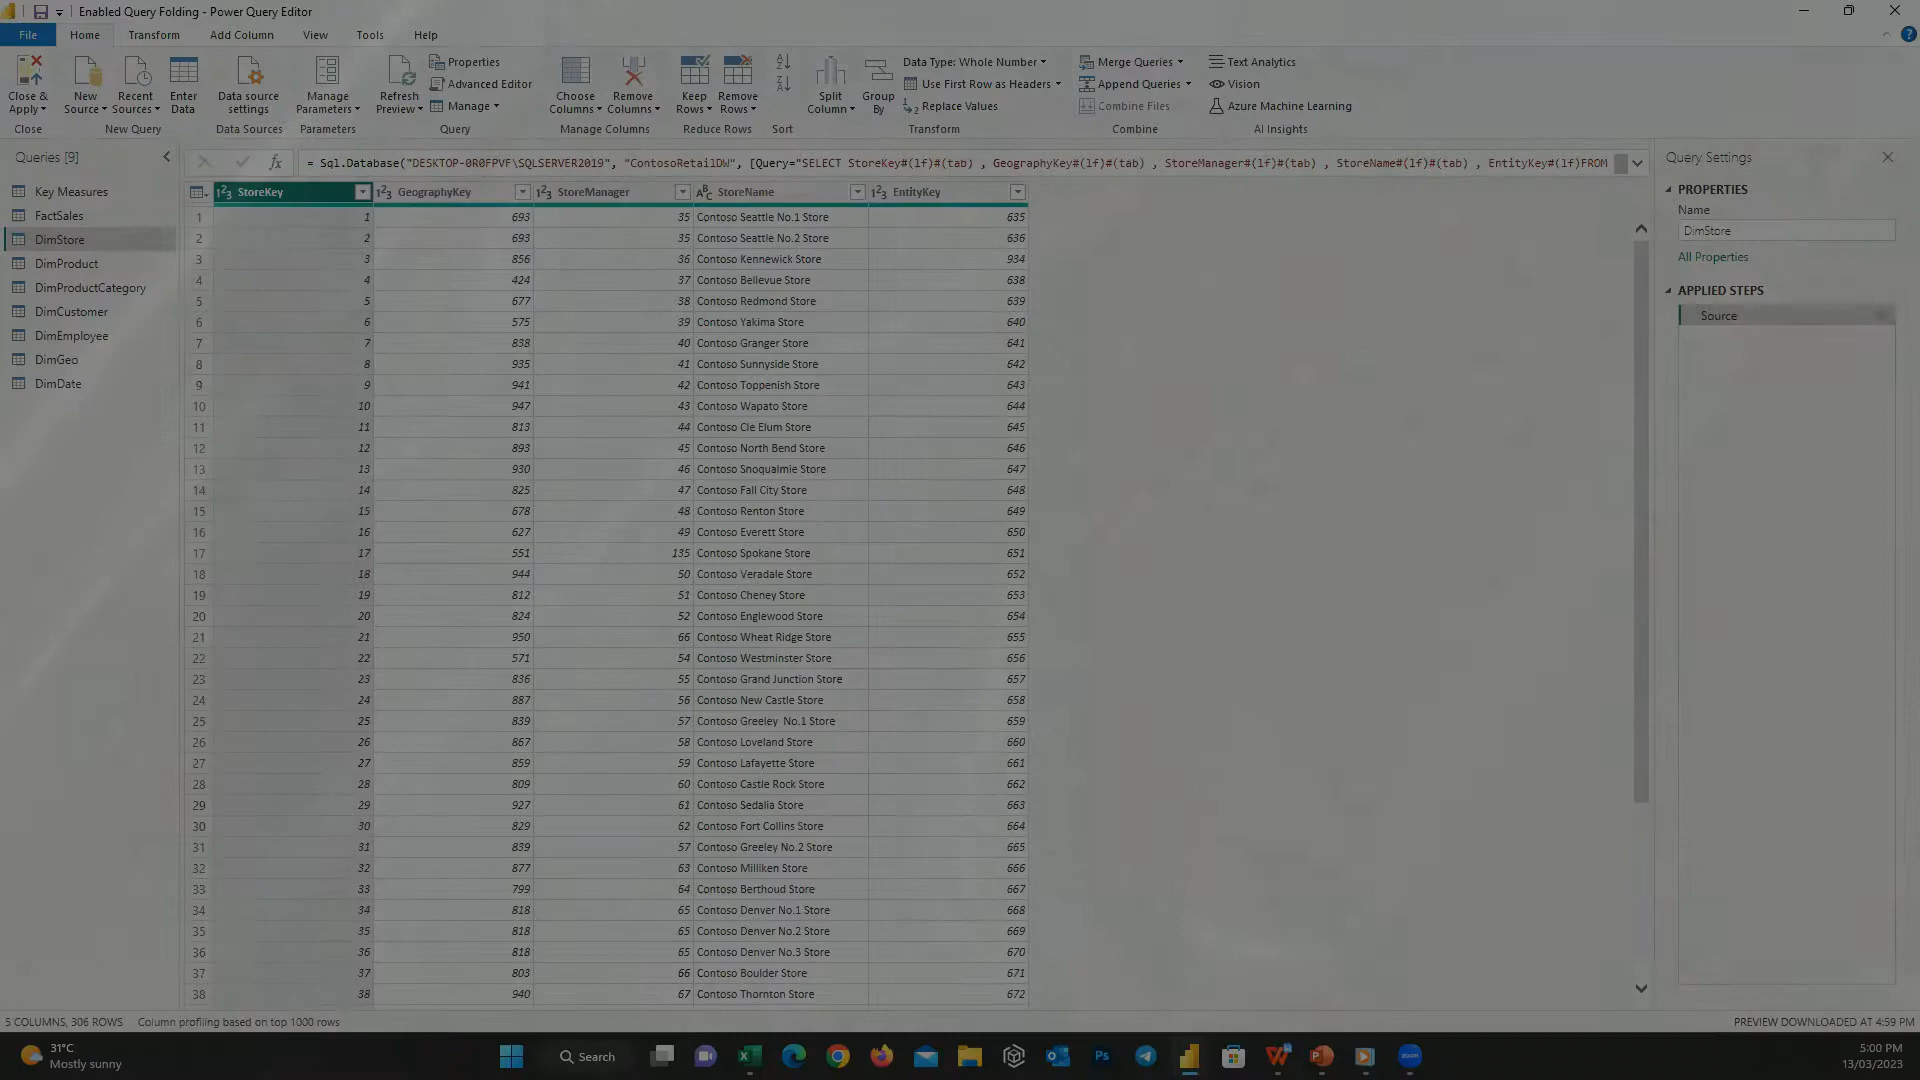 Enabled Query Folding - Power Query Editor
File Home Transform Add Column View Tools Help
Close & Apply
New Source
Recent Sources
Enter Data
Data source settings
Manage Parameters
Refresh Preview
Properties
Advanced Editor
Manage
Choose Columns
Remove Columns
Keep Rows
Remove Rows
Split Column
Group By
Data Type: Whole Number
Use First Row as Headers
Replace Values
Merge Queries
Append Queries
Combine Files
Text Analytics
Vision
Azure Machine Learning
Close New Query Data Sources Parameters Query Manage Columns Reduce Rows Sort Transform Combine AI Insights
Queries [9]
Key Measures
FactSales
DimStore
DimProduct
DimProductCategory
DimCustomer
DimEmployee
DimGeo
DimDate
fx = Sql.Database("DESKTOP-0R0FPVF\SQLSERVER2019", "ContosoRetailDW", [Query="SELECT StoreKey#(lf)#(tab) , GeographyKey#(lf)#(tab) , StoreManager#(lf)#(tab) , StoreName#(lf)#(tab) , EntityKey#(lf)FROM
StoreKey GeographyKey StoreManager StoreName EntityKey
1 1 693 35 Contoso Seattle No.1 Store 635
2 2 693 35 Contoso Seattle No.2 Store 636
3 3 856 36 Contoso Kennewick Store 934
4 4 424 37 Contoso Bellevue Store 638
5 5 677 38 Contoso Redmond Store 639
6 6 575 39 Contoso Yakima Store 640
7 7 838 40 Contoso Granger Store 641
8 8 935 41 Contoso Sunnyside Store 642
9 9 941 42 Contoso Toppenish Store 643
10 10 947 43 Contoso Wapato Store 644
11 11 813 44 Contoso Cle Elum Store 645
12 12 893 45 Contoso North Bend Store 646
13 13 930 46 Contoso Snoqualmie Store 647
14 14 825 47 Contoso Fall City Store 648
15 15 678 48 Contoso Renton Store 649
16 16 627 49 Contoso Everett Store 650
17 17 551 135 Contoso Spokane Store 651
18 18 944 50 Contoso Veradale Store 652
19 19 812 51 Contoso Cheney Store 653
20 20 824 52 Contoso Englewood Store 654
21 21 950 66 Contoso Wheat Ridge Store 655
22 22 571 54 Contoso Westminster Store 656
23 23 836 55 Contoso Grand Junction Store 657
24 24 887 56 Contoso New Castle Store 658
25 25 839 57 Contoso Greeley No.1 Store 659
26 26 867 58 Contoso Loveland Store 660
27 27 859 59 Contoso Lafayette Store 661
28 28 809 60 Contoso Castle Rock Store 662
29 29 927 61 Contoso Sedalia Store 663
30 30 829 62 Contoso Fort Collins Store 664
31 31 839 57 Contoso Greeley No.2 Store 665
32 32 877 63 Contoso Milliken Store 666
33 33 799 64 Contoso Berthoud Store 667
34 34 818 65 Contoso Denver No.1 Store 668
35 35 818 65 Contoso Denver No.2 Store 669
36 36 818 65 Contoso Denver No.3 Store 670
37 37 803 66 Contoso Boulder Store 671
38 38 940 67 Contoso Thornton Store 672
Query Settings
PROPERTIES
Name
DimStore
All Properties
APPLIED STEPS
Source
5 COLUMNS, 306 ROWS Column profiling based on top 1000 rows
PREVIEW DOWNLOADED AT 4:59 PM
31°C
Mostly sunny
Search
5:00 PM
13/03/2023